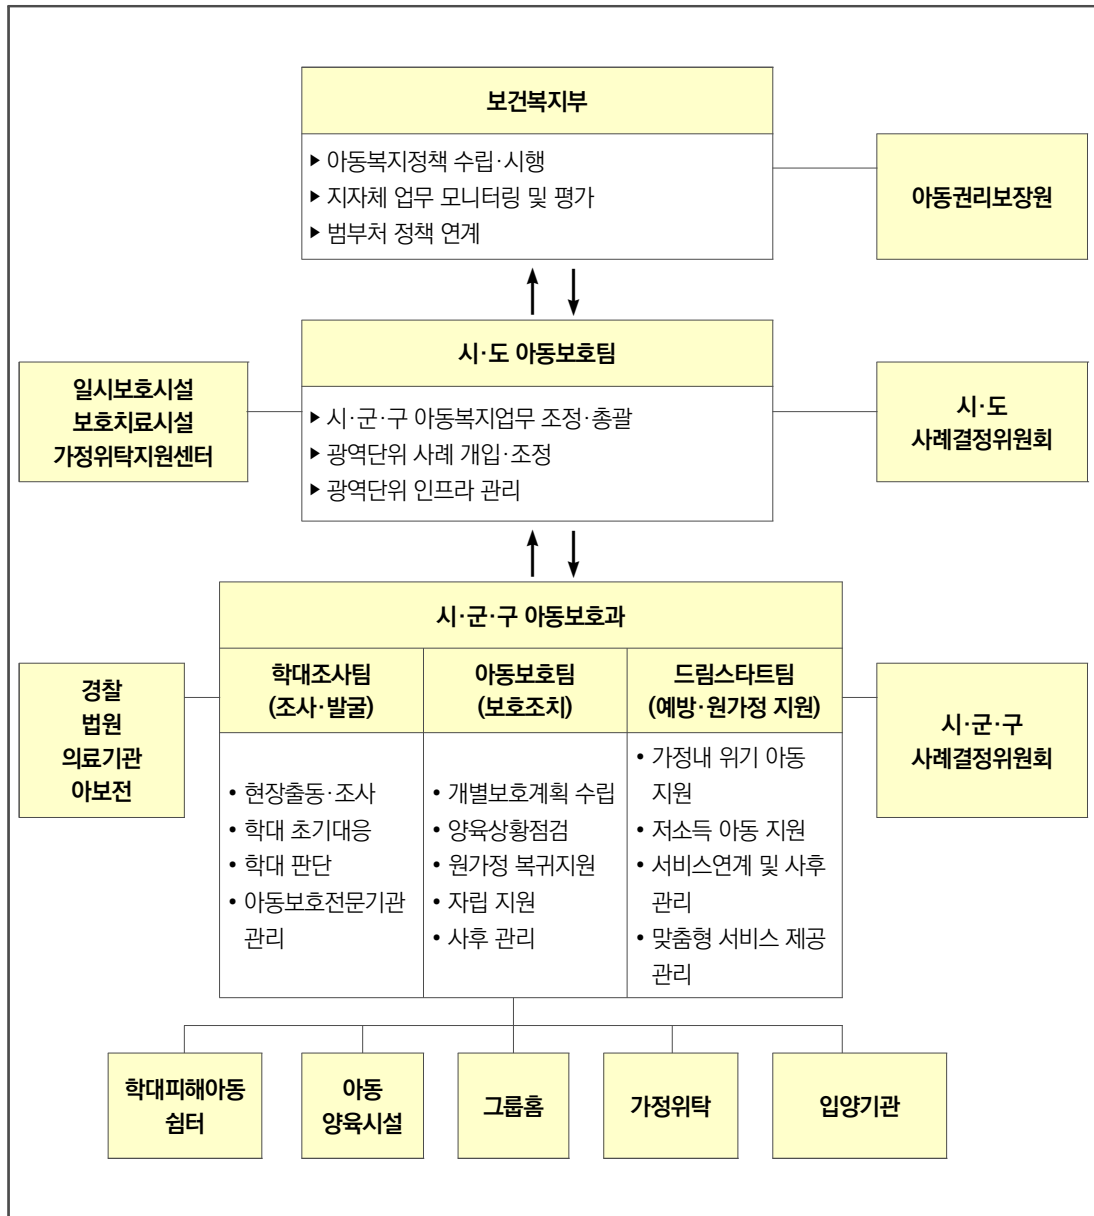 보건복지부
▶ 아동복지정책 수립·시행
▶ 지자체 업무 모니터링 및 평가
▶ 범부처 정책 연계
아동권리보장원
시·도 아동보호팀
▶ 시·군·구 아동복지업무 조정·총괄
▶ 광역단위 사례 개입·조정
▶ 광역단위 인프라 관리
일시보호시설
보호치료시설
가정위탁지원센터
시·도
사례결정위원회
시·군·구 아동보호과
학대조사팀
(조사·발굴)
• 현장출동·조사
• 학대 초기대응
• 학대 판단
• 아동보호전문기관
관리
아동보호팀
(보호조치)
• 개별보호계획 수립
• 양육상황점검
• 원가정 복귀지원
• 자립 지원
• 사후 관리
드림스타트팀
(예방·원가정 지원)
• 가정내 위기 아동
지원
• 저소득 아동 지원
• 서비스연계 및 사후
관리
• 맞춤형 서비스 제공
관리
경찰
법원
의료기관
아보전
시·군·구
사례결정위원회
학대피해아동
쉼터
아동
양육시설
그룹홈
가정위탁
입양기관